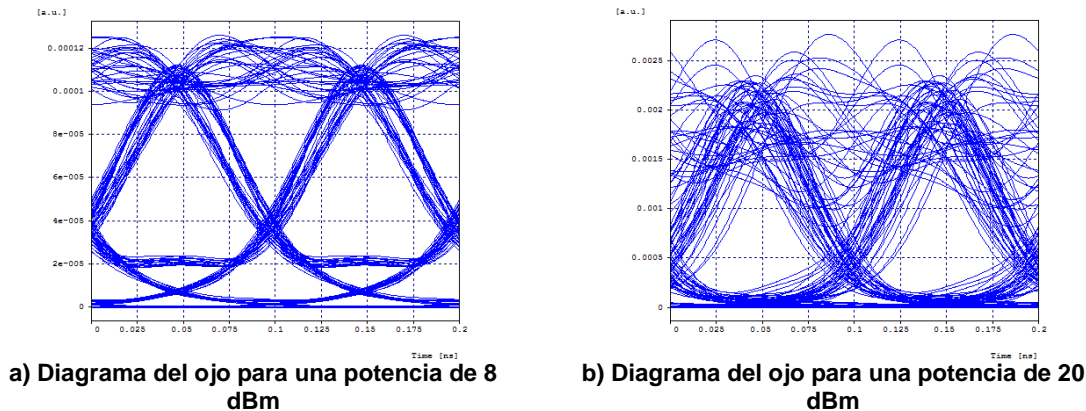 [a.u.]
0.00012
0.0001
8e-005
6e-005
4e-005
2e-005
0
0 0.025 0.05 0.075 0.1 0.125 0.15 0.175 0.2
Time [ns]
a) Diagrama del ojo para una potencia de 8
dBm
[a.u.]
0.0025
0.002
0.0015
0.001
0.0005
0
0 0.025 0.05 0.075 0.1 0.125 0.15 0.175 0.2
Time [ns]
b) Diagrama del ojo para una potencia de 20
dBm